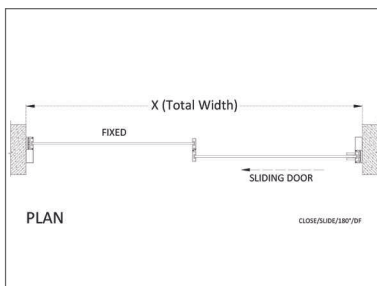 X (Total Width)
FIXED
SLIDING DOOR
PLAN
CLOSE/SLIDE/180°/DF